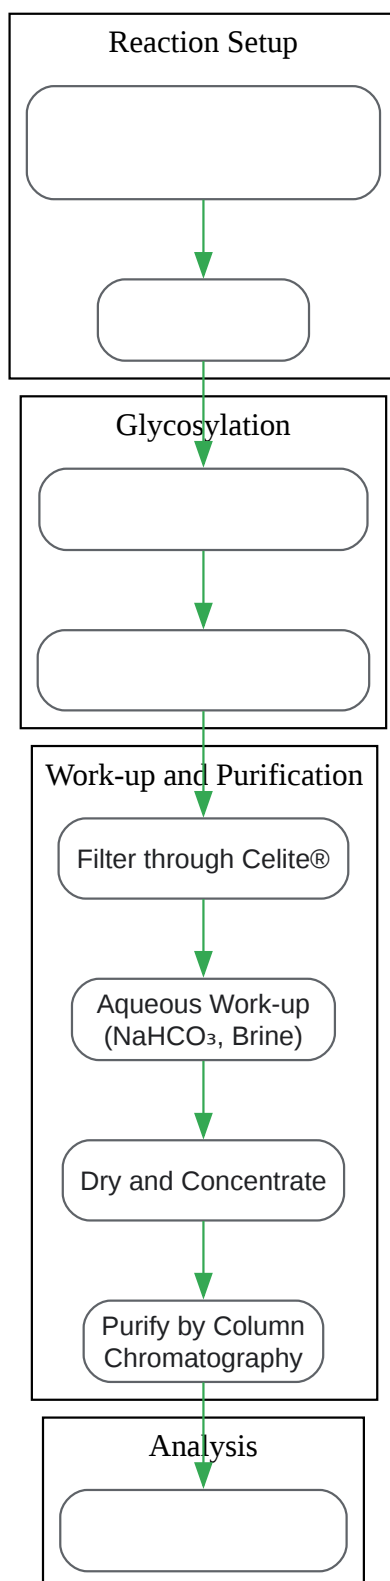 Reaction Setup
Glycosylation
Work-up and Purification
Filter through Celite®
Aqueous Work-up
(NaHCO₃, Brine)
Dry and Concentrate
Purify by Column
Chromatography
Analysis